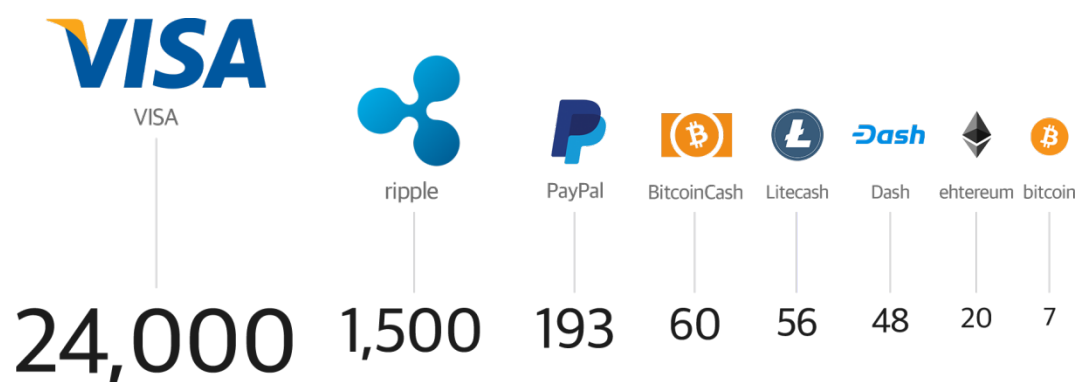 VISA
VISA
ripple
PayPal
BitcoinCash
Litecash
Dash
Dash
ehtereum
bitcoin
24,000
1,500
193
60
56
48
20
7